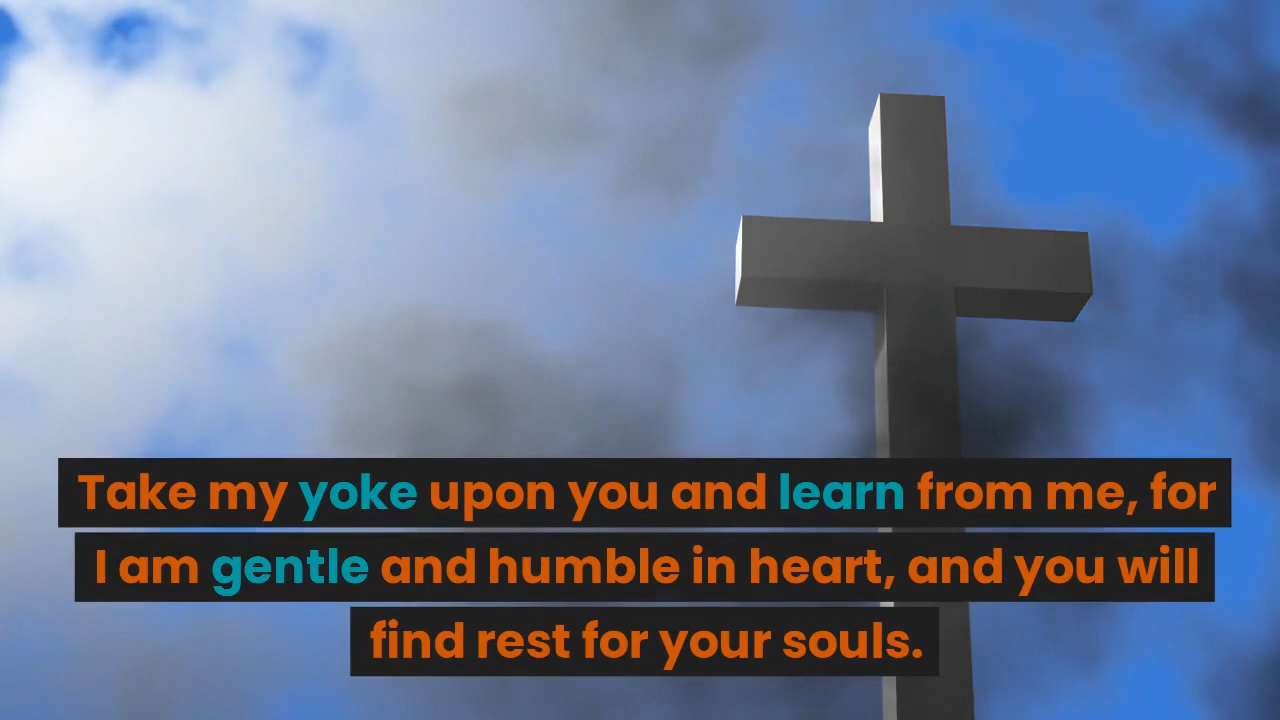 Take my yoke upon you and learn from me, for
I am gentle and humble in heart, and you will
find rest for your souls.